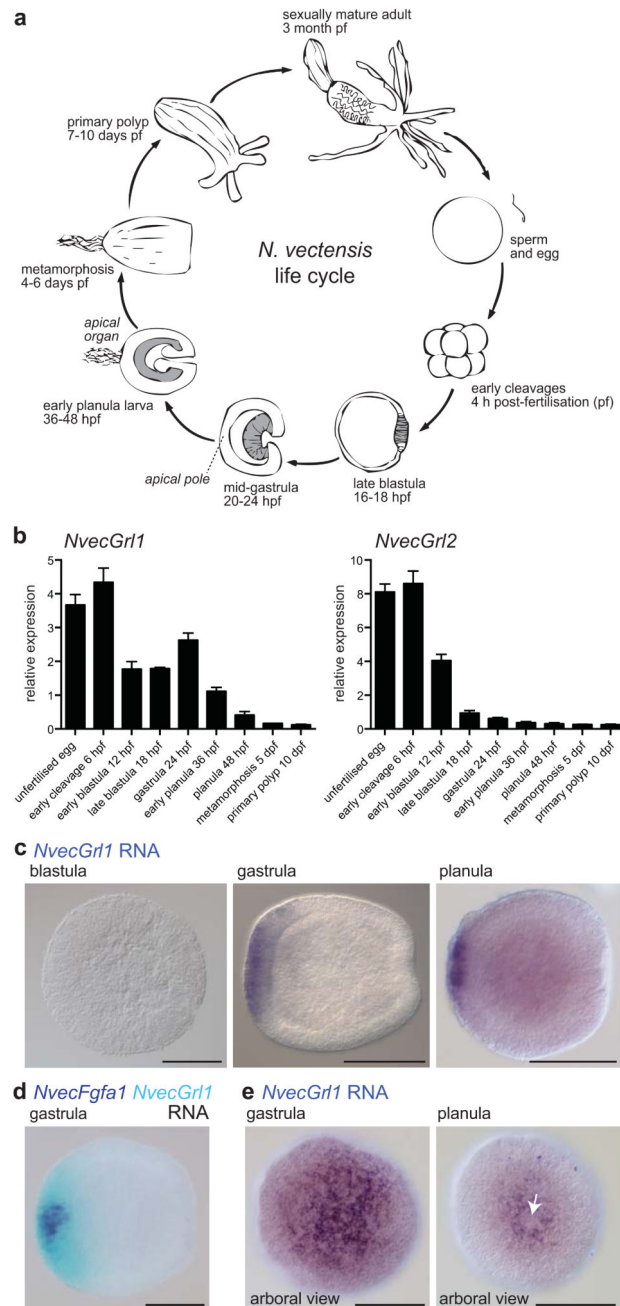 a
sexually mature adult
3 month pf
primary polyp
7-10 days pf
N. vectensis
life cycle
sperm
and egg
metamorphosis
4-6 days pf
apical
organ
early cleavages
4 h post-fertilisation (pf)
early planula larva
36-48 hpf
apical pole
mid-gastrula
20-24 hpf
late blastula
16-18 hpf
b
NvecGrl1
relative expression
5
4
3
2
1
0
unfertilised egg
early cleavage 6 hpf
early blastula 12 hpf
late blastula 18 hpf
gastrula 24 hpf
early planula 36 hpf
planula 48 hpf
metamorphosis 5 dpf
primary polyp 10 dpf
NvecGrl2
relative expression
10
8
6
4
2
0
unfertilised egg
early cleavage 6 hpf
early blastula 12 hpf
late blastula 18 hpf
gastrula 24 hpf
early planula 36 hpf
planula 48 hpf
metamorphosis 5 dpf
primary polyp 10 dpf
c NvecGrl1 RNA
blastula
gastrula
planula
d NvecFgfa1 NvecGrl1
gastrula RNA
e NvecGrl1 RNA
gastrula
planula
arboral view
arboral view